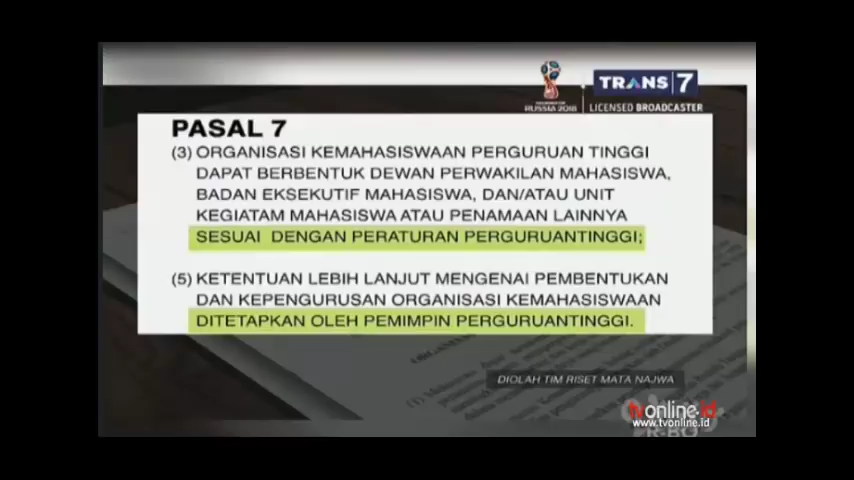 RUSSIA 2018
TRANS|7
LICENSED BROADCASTER
PASAL 7
(3) ORGANISASI KEMAHASISWAAN PERGURUAN TINGGI
DAPAT BERBENTUK DEWAN PERWAKILAN MAHASISWA,
BADAN EKSEKUTIF MAHASISWA, DAN/ATAU UNIT
KEGIATAM MAHASISWA ATAU PENAMAAN LAINNYA
SESUAI DENGAN PERATURAN PERGURUANTINGGI;
(5) KETENTUAN LEBIH LANJUT MENGENAI PEMBENTUKAN
DAN KEPENGURUSAN ORGANISASI KEMAHASISWAAN
DITETAPKAN OLEH PEMIMPIN PERGURUANTINGGI.
DIOLAH TIM RISET MATA NAJWA
tvonline.id
www.tvonline.id